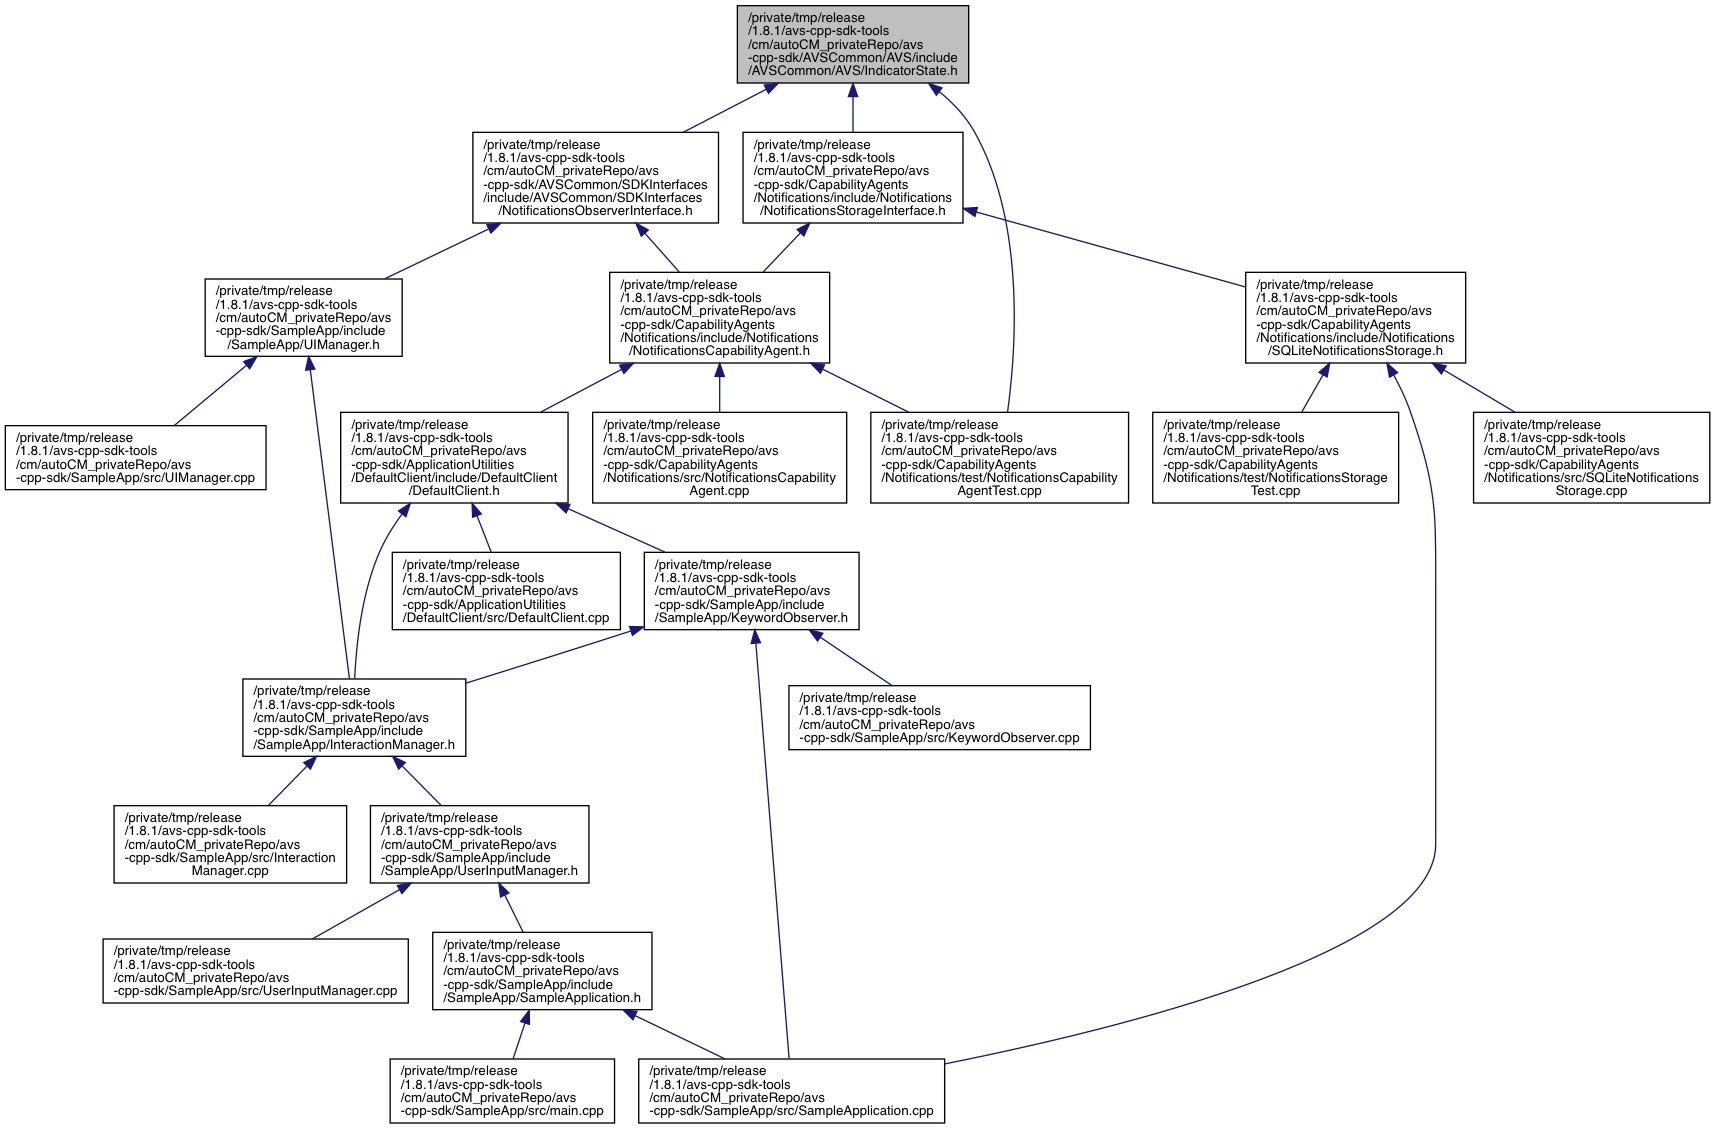 /private/tmp/release
/1.8.1/avs-cpp-sdk-tools
/cm/autoCM_privateRepo/avs
-cpp-sdk/AVSCommon/AVS/include
/AVSCommon/AVS/IndicatorState.h
/private/tmp/release
/1.8.1/avs-cpp-sdk-tools
/cm/autoCM_privateRepo/avs
-cpp-sdk/AVSCommon/SDKInterfaces
/include/AVSCommon/SDKInterfaces
/NotificationsObserverInterface.h
/private/tmp/release
/1.8.1/avs-cpp-sdk-tools
/cm/autoCM_privateRepo/avs
-cpp-sdk/CapabilityAgents
/Notifications/include/Notifications
/NotificationsStorageInterface.h
/private/tmp/release
/1.8.1/avs-cpp-sdk-tools
/cm/autoCM_privateRepo/avs
-cpp-sdk/SampleApp/include
/SampleApp/UIManager.h
/private/tmp/release
/1.8.1/avs-cpp-sdk-tools
/cm/autoCM_privateRepo/avs
-cpp-sdk/CapabilityAgents
/Notifications/include/Notifications
/NotificationsCapabilityAgent.h
/private/tmp/release
/1.8.1/avs-cpp-sdk-tools
/cm/autoCM_privateRepo/avs
-cpp-sdk/CapabilityAgents
/Notifications/include/Notifications
/SQLiteNotificationsStorage.h
/private/tmp/release
/1.8.1/avs-cpp-sdk-tools
/cm/autoCM_privateRepo/avs
-cpp-sdk/SampleApp/src/UIManager.cpp
/private/tmp/release
/1.8.1/avs-cpp-sdk-tools
/cm/autoCM_privateRepo/avs
-cpp-sdk/ApplicationUtilities
/DefaultClient/include/DefaultClient
/DefaultClient.h
/private/tmp/release
/1.8.1/avs-cpp-sdk-tools
/cm/autoCM_privateRepo/avs
-cpp-sdk/CapabilityAgents
/Notifications/src/NotificationsCapability
Agent.cpp
/private/tmp/release
/1.8.1/avs-cpp-sdk-tools
/cm/autoCM_privateRepo/avs
-cpp-sdk/CapabilityAgents
/Notifications/test/NotificationsCapability
AgentTest.cpp
/private/tmp/release
/1.8.1/avs-cpp-sdk-tools
/cm/autoCM_privateRepo/avs
-cpp-sdk/CapabilityAgents
/Notifications/test/NotificationsStorage
Test.cpp
/private/tmp/release
/1.8.1/avs-cpp-sdk-tools
/cm/autoCM_privateRepo/avs
-cpp-sdk/CapabilityAgents
/Notifications/src/SQLiteNotifications
Storage.cpp
/private/tmp/release
/1.8.1/avs-cpp-sdk-tools
/cm/autoCM_privateRepo/avs
-cpp-sdk/ApplicationUtilities
/DefaultClient/src/DefaultClient.cpp
/private/tmp/release
/1.8.1/avs-cpp-sdk-tools
/cm/autoCM_privateRepo/avs
-cpp-sdk/SampleApp/include
/SampleApp/KeywordObserver.h
/private/tmp/release
/1.8.1/avs-cpp-sdk-tools
/cm/autoCM_privateRepo/avs
-cpp-sdk/SampleApp/include
/SampleApp/InteractionManager.h
/private/tmp/release
/1.8.1/avs-cpp-sdk-tools
/cm/autoCM_privateRepo/avs
-cpp-sdk/SampleApp/src/KeywordObserver.cpp
/private/tmp/release
/1.8.1/avs-cpp-sdk-tools
/cm/autoCM_privateRepo/avs
-cpp-sdk/SampleApp/src/Interaction
Manager.cpp
/private/tmp/release
/1.8.1/avs-cpp-sdk-tools
/cm/autoCM_privateRepo/avs
-cpp-sdk/SampleApp/include
/SampleApp/UserInputManager.h
/private/tmp/release
/1.8.1/avs-cpp-sdk-tools
/cm/autoCM_privateRepo/avs
-cpp-sdk/SampleApp/src/UserInputManager.cpp
/private/tmp/release
/1.8.1/avs-cpp-sdk-tools
/cm/autoCM_privateRepo/avs
-cpp-sdk/SampleApp/include
/SampleApp/SampleApplication.h
/private/tmp/release
/1.8.1/avs-cpp-sdk-tools
/cm/autoCM_privateRepo/avs
-cpp-sdk/SampleApp/src/main.cpp
/private/tmp/release
/1.8.1/avs-cpp-sdk-tools
/cm/autoCM_privateRepo/avs
-cpp-sdk/SampleApp/src/SampleApplication.cpp